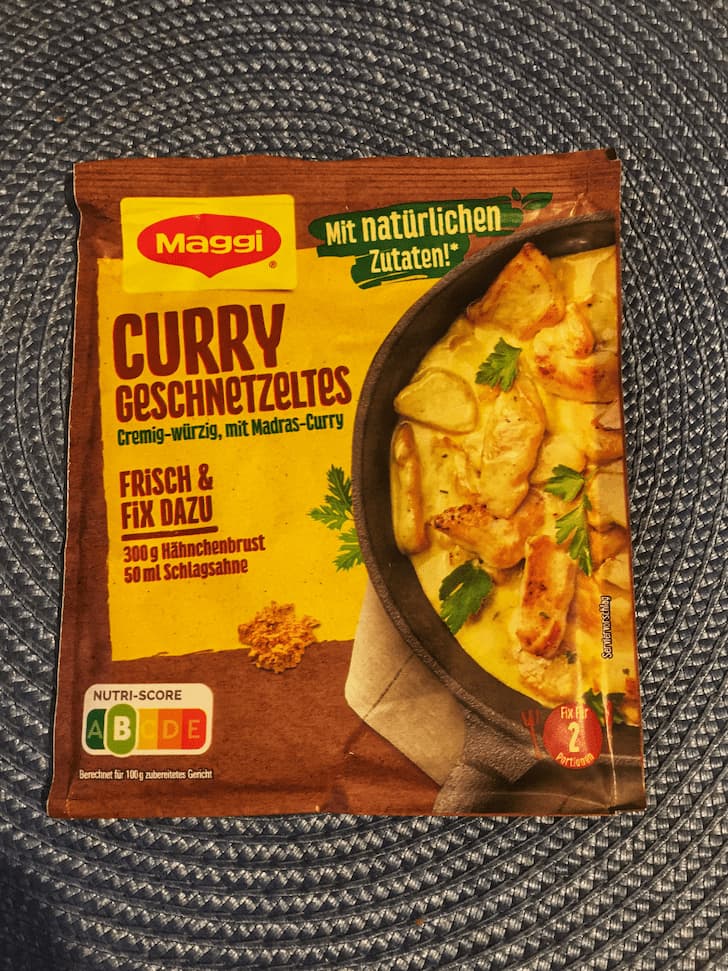 Maggi
®
Mit natürlichen
Zutaten!*
CURRY
GESCHNETZELTES
Cremig-würzig, mit Madras-Curry
FRiSCH &
FiX DAZU
300 g Hähnchenbrust
50 ml Schlagsahne
Serviervorschlag
NUTRI-SCORE
A B C D E
Berechnet für 100 g zubereitetes Gericht
Fix für
2
Portionen